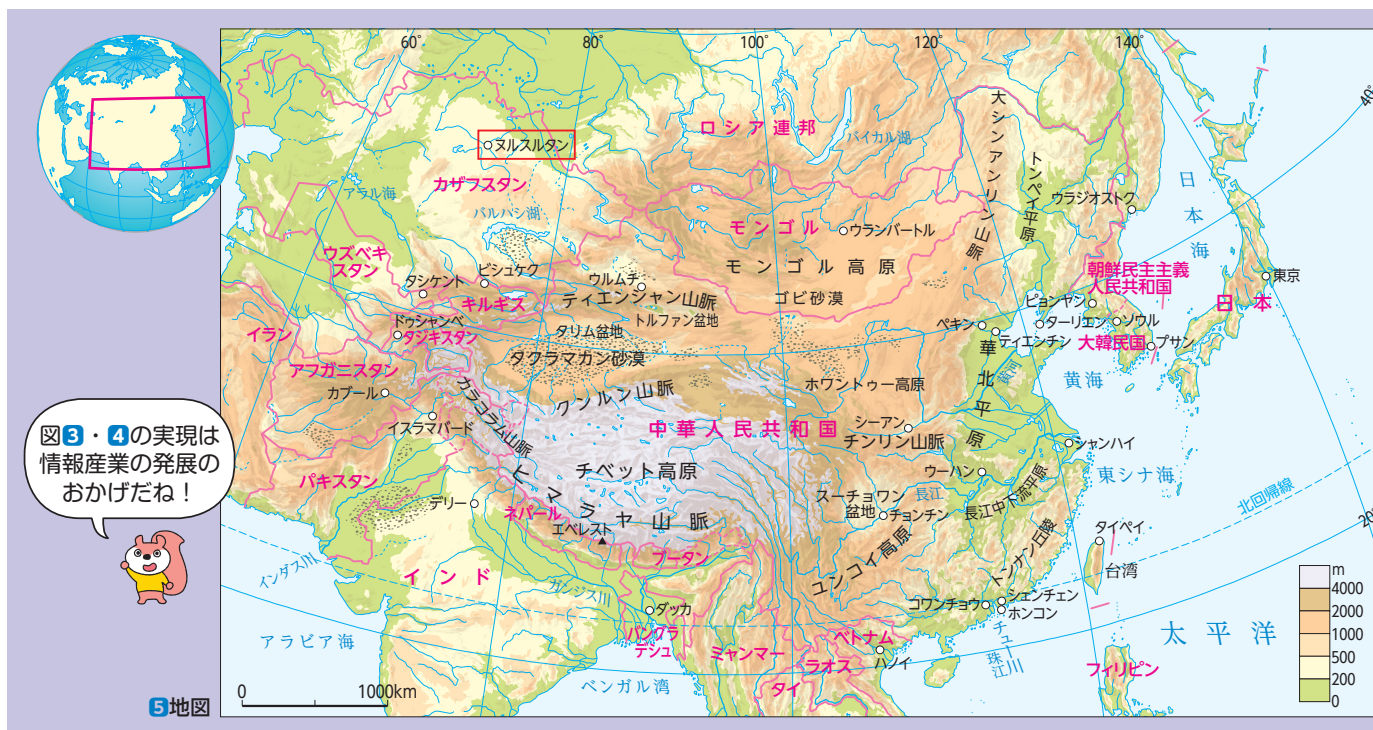 60°
80°
100°
120°
140°
40°
20°
ロシア連邦
バイカル湖
ヌルスルタン
カザフスタン
アラル海
バルハシ湖
大シンアンリン山脈
トンペイ平原
ウラジオストク
日本海
モンゴル
ウランバートル
モンゴル高原
ゴビ砂漠
ウズベキ
スタン
タシケント
ビシュケク
ウルムチ
キルギス
ティエンシャン山脈
トルファン盆地
朝鮮民主主義
人民共和国
ピョンヤン
日本
東京
イラン
ドゥシャンベ
タジキスタン
タリム盆地
タクラマカン砂漠
ペキン
ティエンチン
ターリエン
ソウル
大韓民国
プサン
アフガニスタン
カブール
カラコラム山脈
クンルン山脈
ホワントゥー高原
華北平原
黄河
黄海
イスラマバード
中華人民共和国
シーアン
チンリン山脈
シャンハイ
パキスタン
チベット高原
ウーハン
東シナ海
デリー
ネパール
ヒマラヤ山脈
エベレスト
スーチョワン
盆地
長江
チョンチン
長江中下流平原
北回帰線
ブータン
ユンコイ高原
トンナン丘陵
タイペイ
台湾
インダス川
インド
ガンジス川
ダッカ
バングラ
デシュ
コワンチョウ
シェンチェン
ホンコン
チュー川
珠江
アラビア海
ミャンマー
ベトナム
ハノイ
ラオス
タイ
ベンガル湾
フィリピン
太平洋
m
4000
2000
1000
500
200
0
0 1000km
図3・4の実現は
情報産業の発展の
おかげだね！
5地図